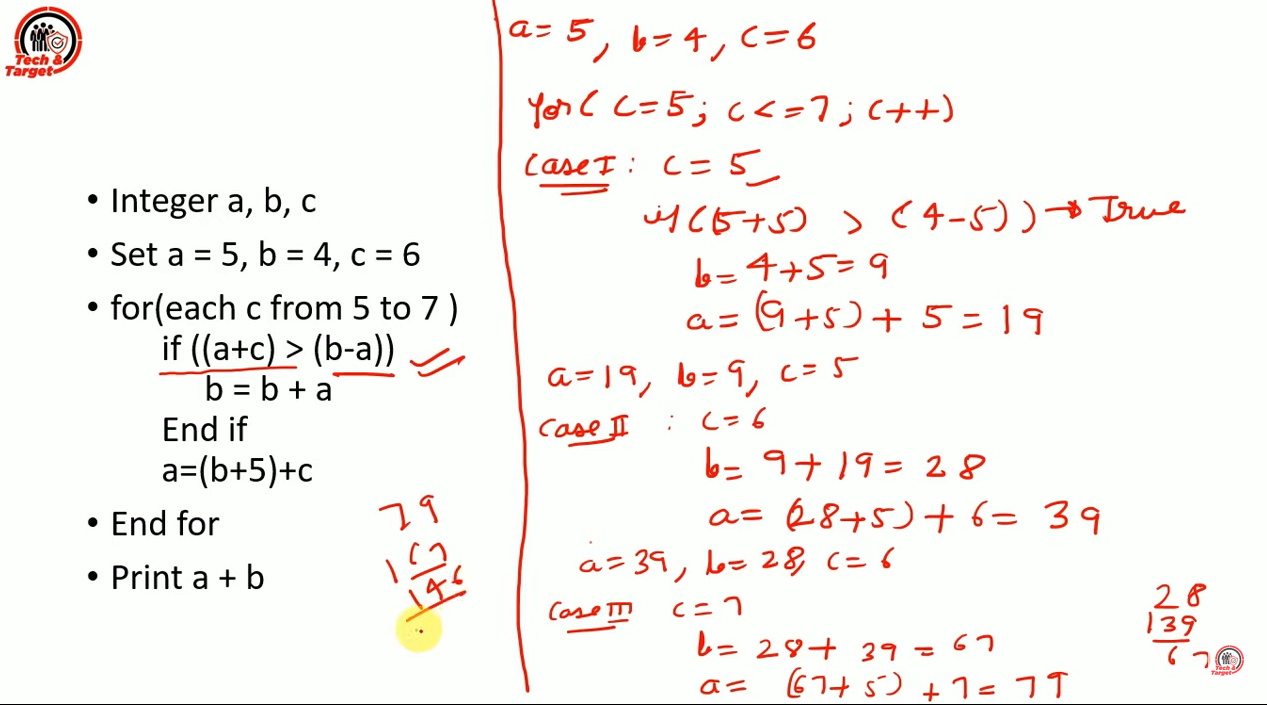 Tech &
Target
• Integer a, b, c
• Set a = 5, b = 4, c = 6
• for(each c from 5 to 7 )
if ((a+c) > (b-a))
b = b + a
End if
a=(b+5)+c
• End for
• Print a + b
79
167
146
a=5, b=4, c=6
for( c=5; c<=7; c++)
Case I : c=5
if(5+5) > (4-5)) → True
b=4+5=9
a=(9+5)+5=19
a=19, b=9, c=5
Case II : c=6
b=9+19=28
a=(28+5)+6=39
a=39, b=28, c=6
Case III c=7
b=28+39=67
a=(67+5)+7=79
28
139
67
Tech &
Target